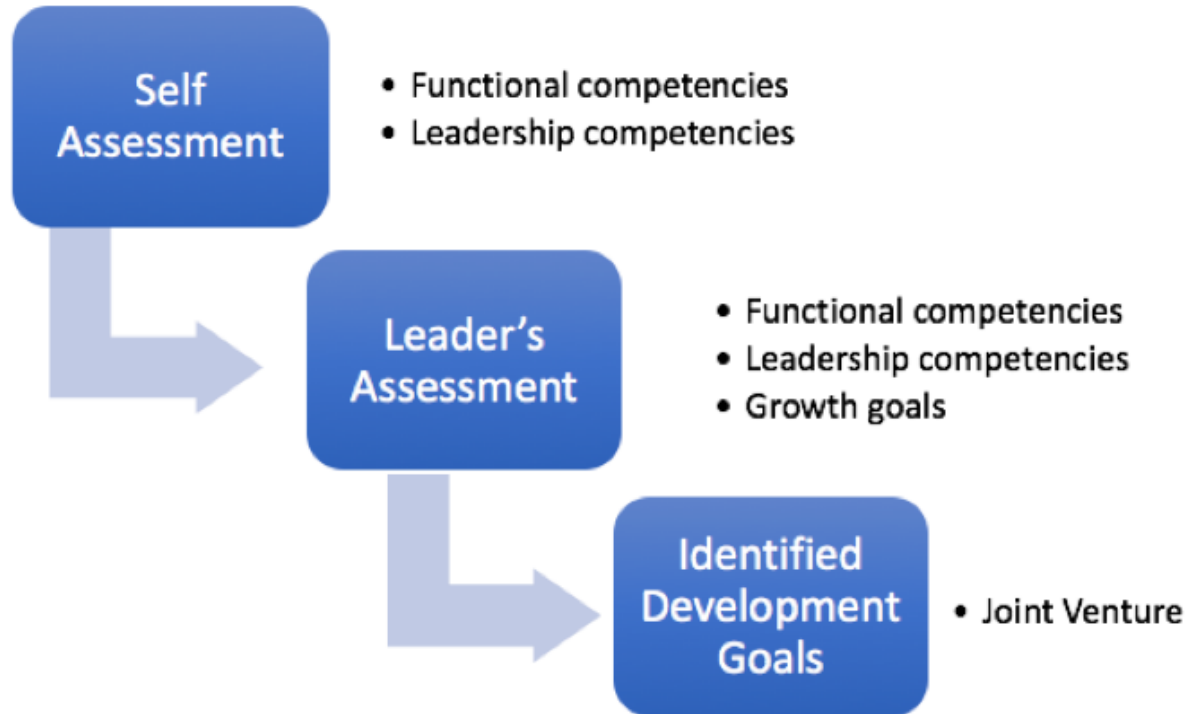 Self
Assessment
• Functional competencies
• Leadership competencies
Leader’s
Assessment
• Functional competencies
• Leadership competencies
• Growth goals
Identified
Development
Goals
• Joint Venture